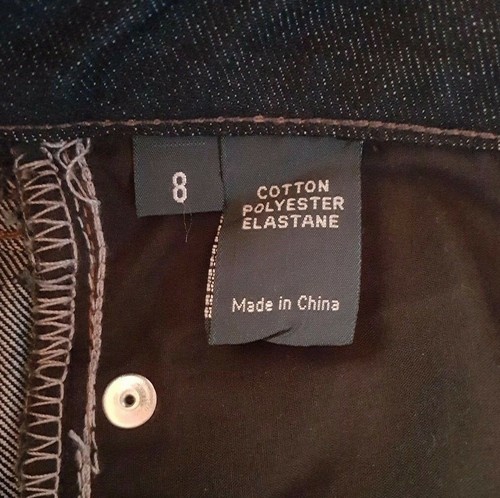 8
COTTON
POLYESTER
ELASTANE
Made in China